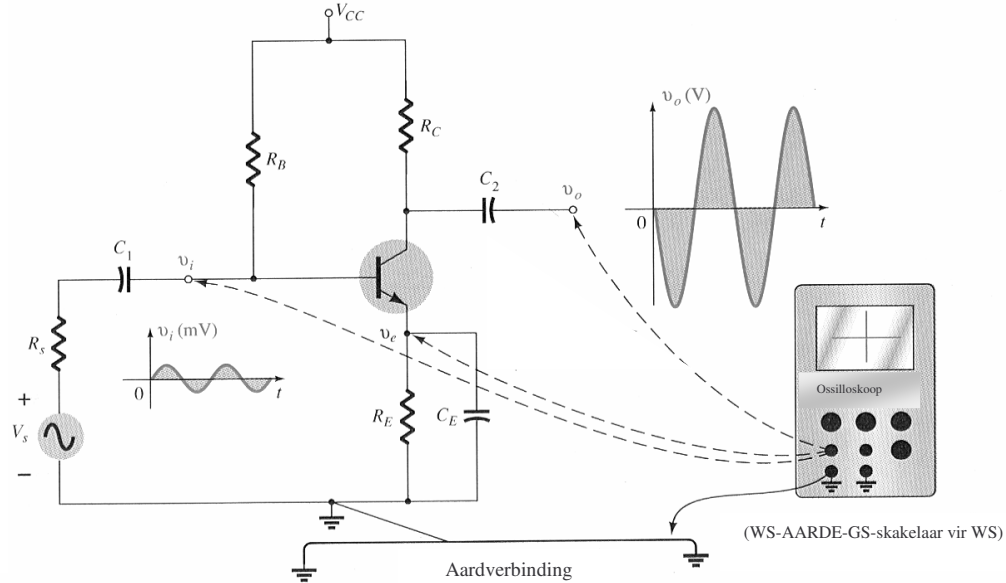 V_CC
R_B
R_C
C_2
υ_o
υ_o (V)
0
t
C_1
υ_i
R_s
υ_i (mV)
0
t
+
V_s
−
υ_e
R_E
C_E
Ossilloskoop
(WS-AARDE-GS-skakelaar vir WS)
Aardverbinding